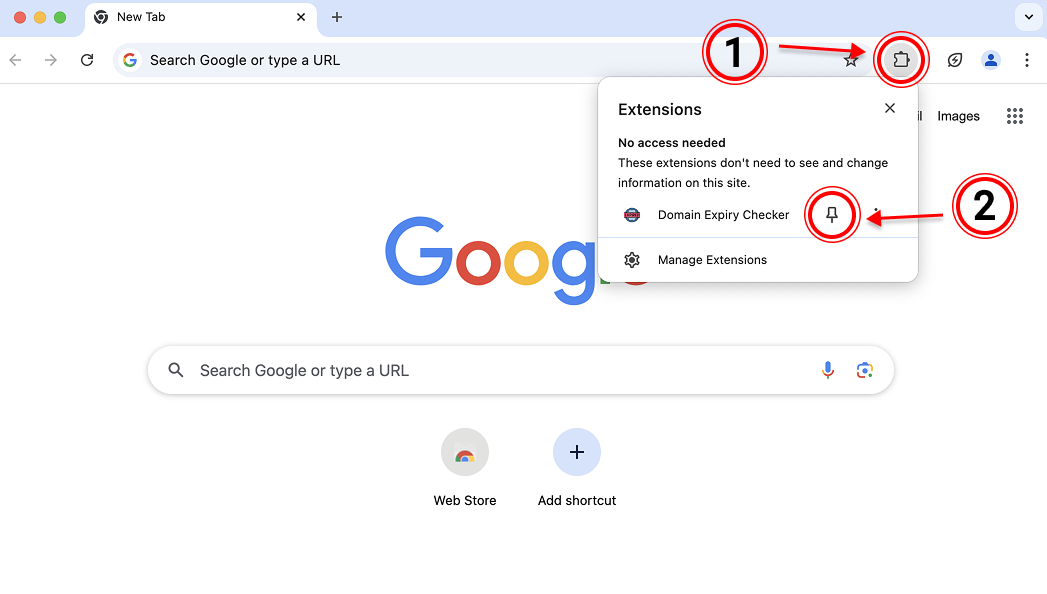 New Tab
Search Google or type a URL
1
Extensions
il Images
No access needed
These extensions don't need to see and change
information on this site.
Domain Expiry Checker
2
Manage Extensions
Goog
Search Google or type a URL
Web Store
Add shortcut